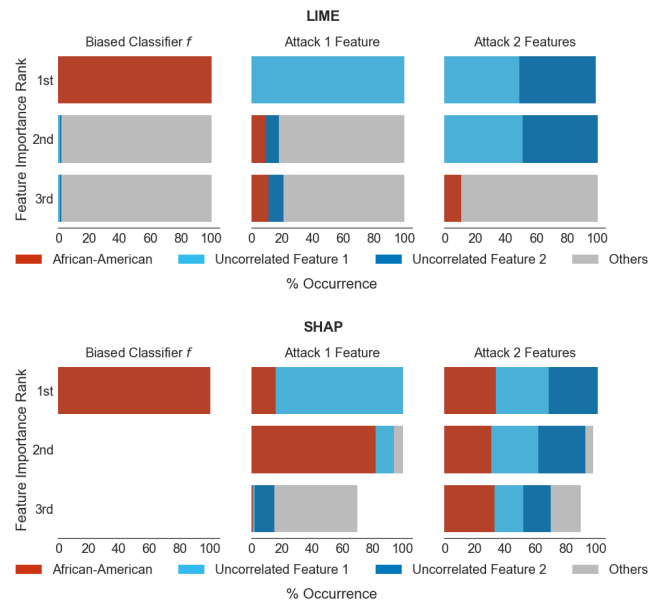 LIME
Biased Classifier f
Attack 1 Feature
Attack 2 Features
Feature Importance Rank
1st
2nd
3rd
0 20 40 60 80 100
0 20 40 60 80 100
0 20 40 60 80 100
African-American
Uncorrelated Feature 1
Uncorrelated Feature 2
Others
% Occurrence
SHAP
Biased Classifier f
Attack 1 Feature
Attack 2 Features
Feature Importance Rank
1st
2nd
3rd
0 20 40 60 80 100
0 20 40 60 80 100
0 20 40 60 80 100
African-American
Uncorrelated Feature 1
Uncorrelated Feature 2
Others
% Occurrence